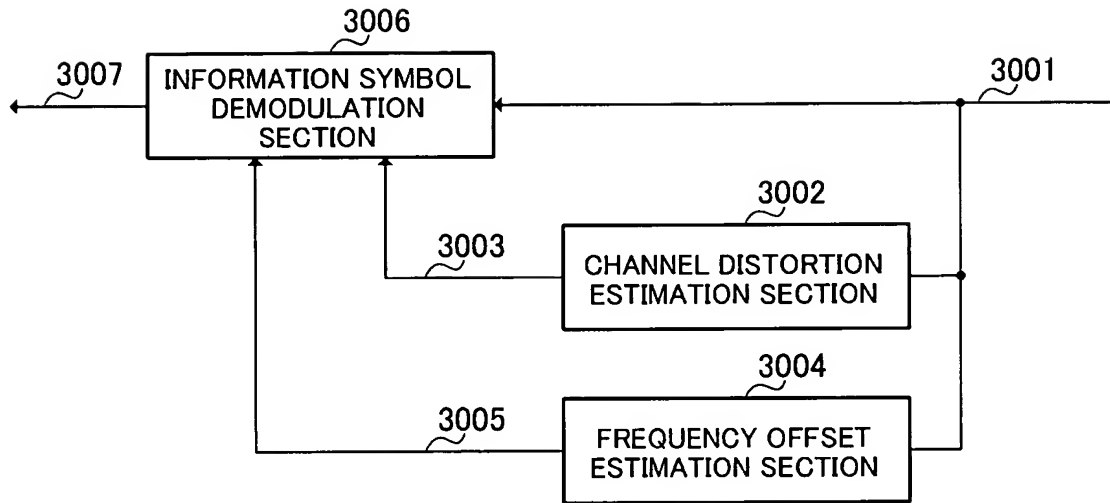 3006
3007
INFORMATION SYMBOL
DEMODULATION
SECTION
3001
3002
3003
CHANNEL DISTORTION
ESTIMATION SECTION
3004
3005
FREQUENCY OFFSET
ESTIMATION SECTION